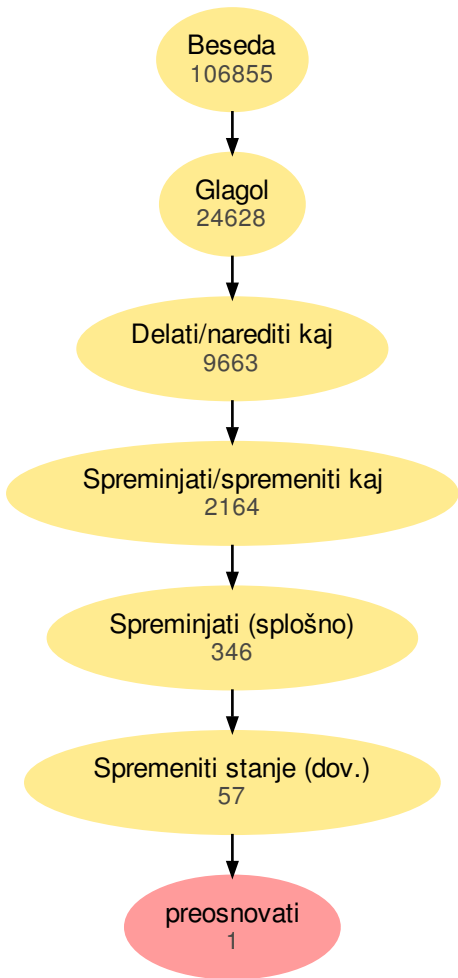 Beseda
106855
Glagol
24628
Delati/narediti kaj
9663
Spreminjati/spremeniti kaj
2164
Spreminjati (splošno)
346
Spremeniti stanje (dov.)
57
preosnovati
1